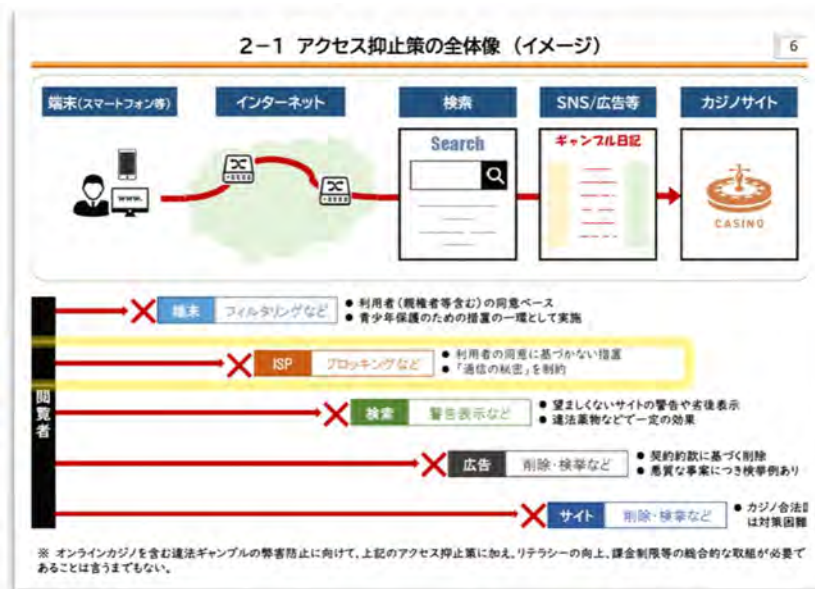 2-1 アクセス抑止策の全体像 (イメージ)
6
端末(スマートフォン等)
インターネット
検索
SNS/広告等
カジノサイト
www.
Search
ギャンブル日記
CASINO
閲覧者
端末
フィルタリングなど
● 利用者(親権者等含む)の同意ベース
● 青少年保護のための措置の一環として実施
ISP
ブロッキングなど
● 利用者の同意に基づかない措置
● 「通信の秘密」を制約
検索
警告表示など
● 望ましくないサイトの警告や劣後表示
● 違法薬物などで一定の効果
広告
削除・検挙など
● 契約約款に基づく削除
● 悪質な事案につき検挙例あり
サイト
削除・検挙など
● カジノ合法
は対策困難
※ オンラインカジノを含む違法ギャンブルの弊害防止に向けて、上記のアクセス抑止策に加え、リテラシーの向上、課金制限等の総合的な取組が必要で
あることは言うまでもない。